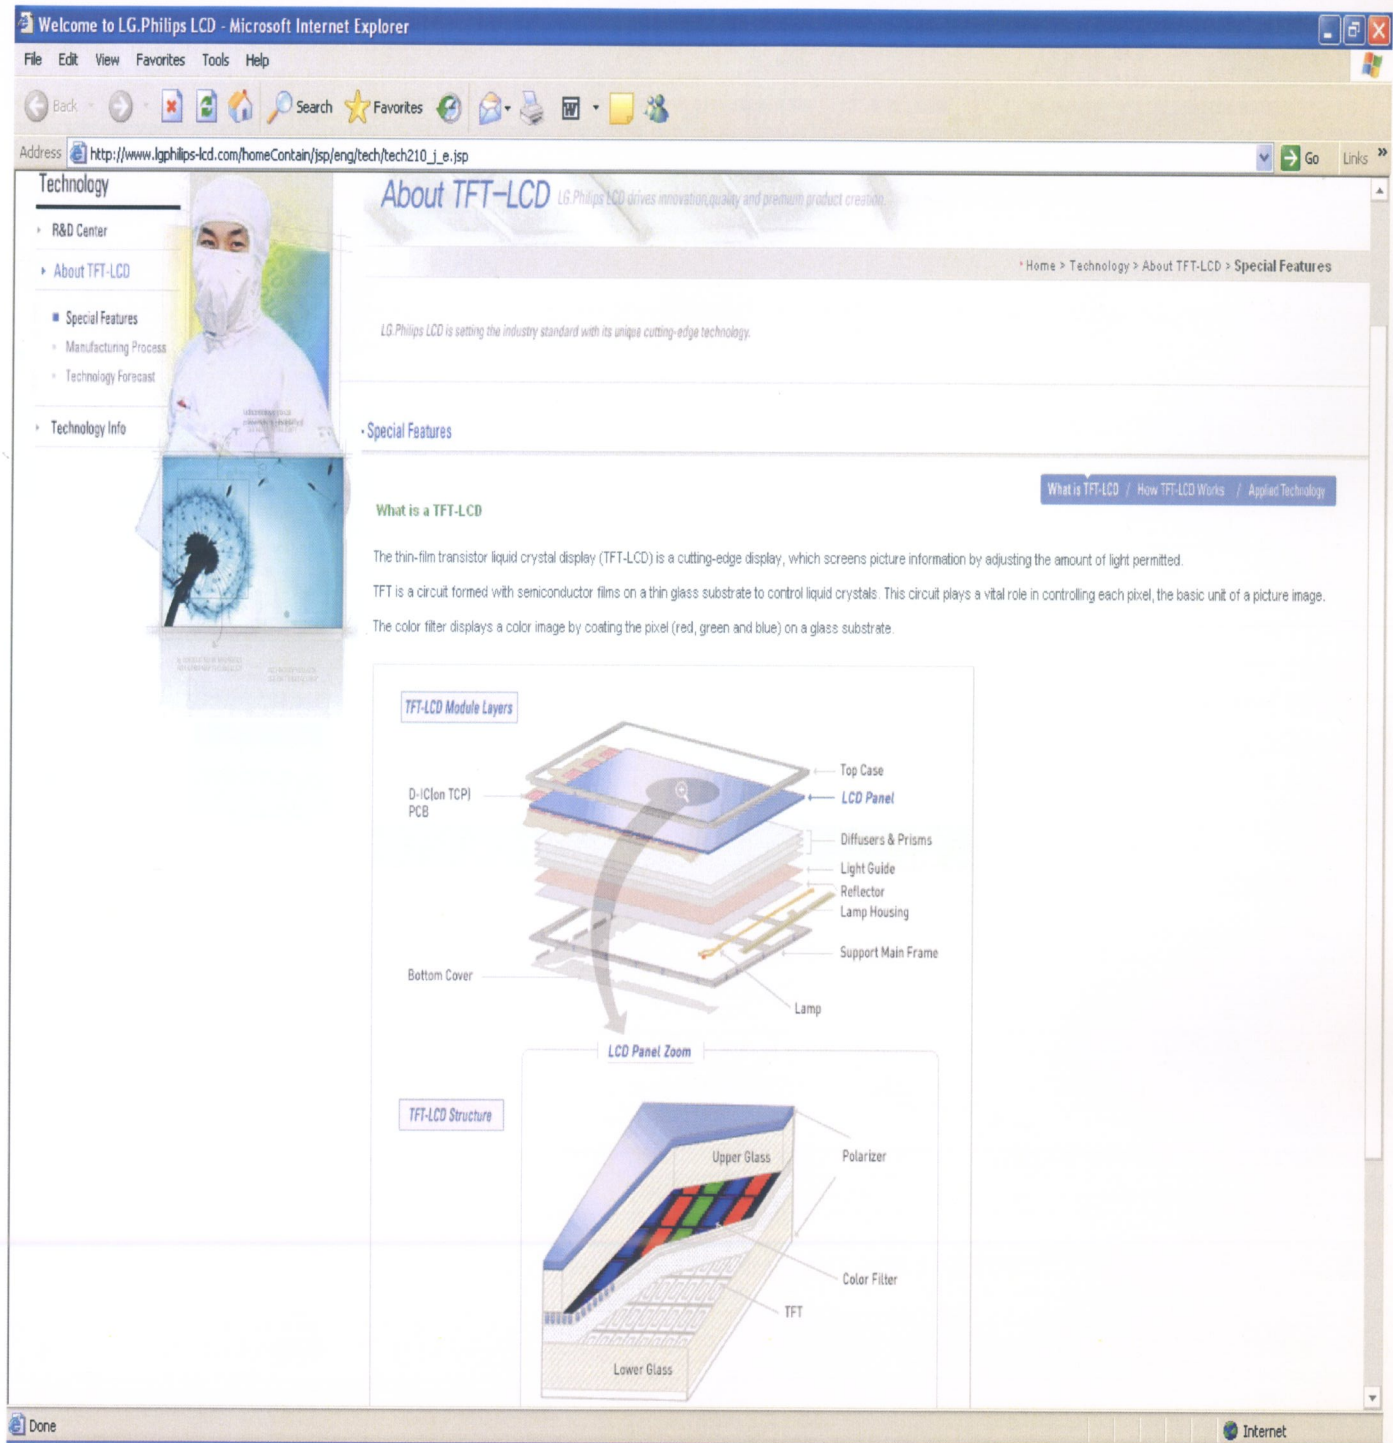 Welcome to LG.Philips LCD - Microsoft Internet Explorer
File Edit View Favorites Tools Help
Back Search Favorites
Address http://www.lgphilips-lcd.com/homeContain/jsp/eng/tech/tech210_j_e.jsp Go Links »
Technology
R&D Center
About TFT-LCD
Special Features
Manufacturing Process
Technology Forecast
Technology Info
About TFT-LCD LG.Philips LCD drives innovation,quality and premium product creation.
Home > Technology > About TFT-LCD > Special Features
LG.Philips LCD is setting the industry standard with its unique cutting-edge technology.
Special Features
What is TFT-LCD / How TFT-LCD Works / Applied Technology
What is a TFT-LCD
The thin-film transistor liquid crystal display (TFT-LCD) is a cutting-edge display, which screens picture information by adjusting the amount of light permitted.
TFT is a circuit formed with semiconductor films on a thin glass substrate to control liquid crystals. This circuit plays a vital role in controlling each pixel, the basic unit of a picture image.
The color filter displays a color image by coating the pixel (red, green and blue) on a glass substrate.
TFT-LCD Module Layers
D-IC(on TCP)
PCB
Top Case
LCD Panel
Diffusers & Prisms
Light Guide
Reflector
Lamp Housing
Support Main Frame
Bottom Cover
Lamp
LCD Panel Zoom
TFT-LCD Structure
Upper Glass
Polarizer
Color Filter
TFT
Lower Glass
Done
Internet